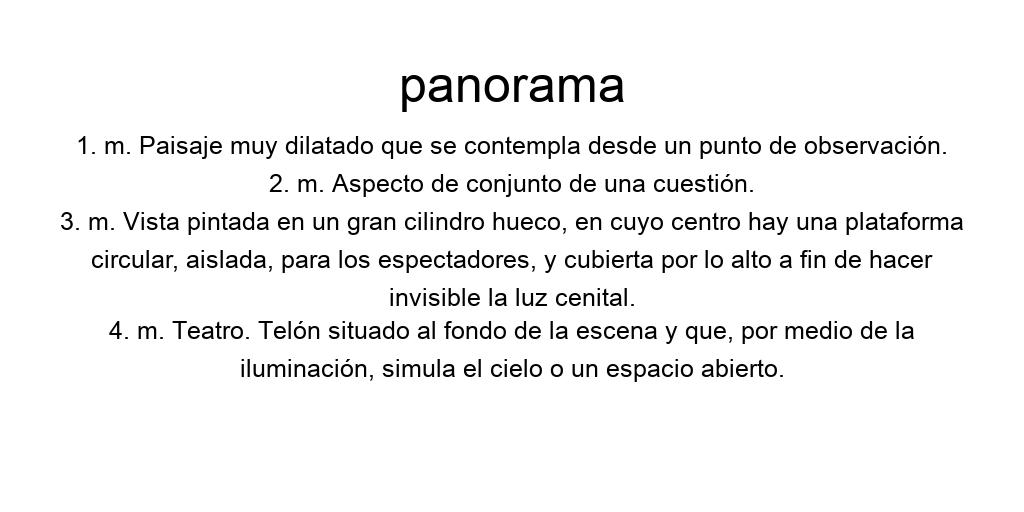 panorama
1. m. Paisaje muy dilatado que se contempla desde un punto de observación.
2. m. Aspecto de conjunto de una cuestión.
3. m. Vista pintada en un gran cilindro hueco, en cuyo centro hay una plataforma
circular, aislada, para los espectadores, y cubierta por lo alto a fin de hacer
invisible la luz cenital.
4. m. Teatro. Telón situado al fondo de la escena y que, por medio de la
iluminación, simula el cielo o un espacio abierto.